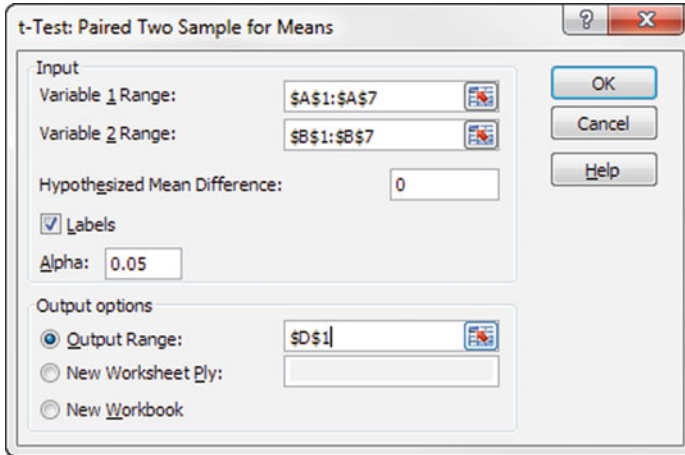 t-Test: Paired Two Sample for Means
?
X
Input
Variable 1 Range:
$A$1:$A$7
Variable 2 Range:
$B$1:$B$7
Hypothesized Mean Difference:
0
Labels
Alpha:
0.05
OK
Cancel
Help
Output options
Output Range:
$D$1
New Worksheet Ply:
New Workbook